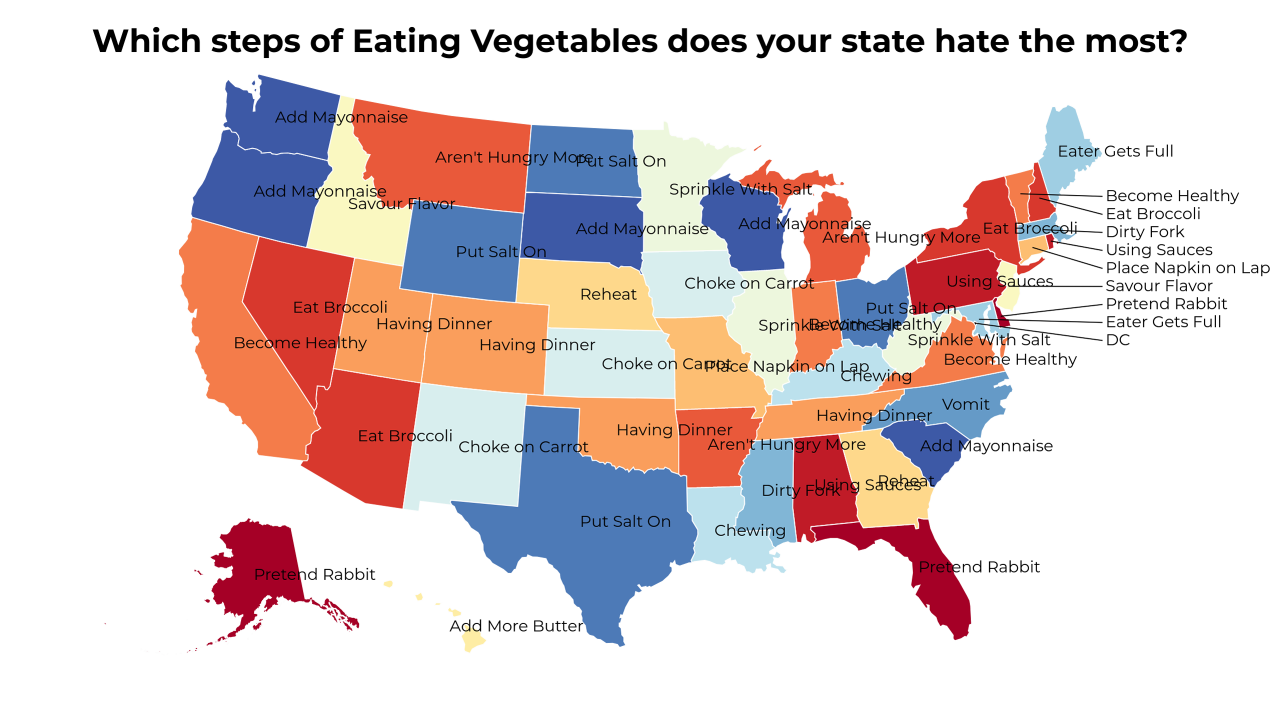 Which steps of Eating Vegetables does your state hate the most?
Add Mayonnaise
Aren't Hungry More
Put Salt On
Eater Gets Full
Add Mayonnaise
Savour Flavor
Sprinkle With Salt
Become Healthy
Eat Broccoli
Add Mayonnaise
Add Mayonnaise
Aren't Hungry More
Eat Broccoli
Dirty Fork
Put Salt On
Using Sauces
Place Napkin on Lap
Choke on Carrot
Using Sauces
Savour Flavor
Reheat
Pretend Rabbit
Eat Broccoli
Put Salt On
Having Dinner
Sprinkle With Salt
Become Healthy
Eater Gets Full
Become Healthy
Having Dinner
Sprinkle With Salt
DC
Choke on Carrot
Place Napkin on Lap
Become Healthy
Chewing
Vomit
Having Dinner
Having Dinner
Eat Broccoli
Choke on Carrot
Aren't Hungry More
Add Mayonnaise
Dirty Fork
Using Sauces
Reheat
Put Salt On
Chewing
Pretend Rabbit
Pretend Rabbit
Add More Butter